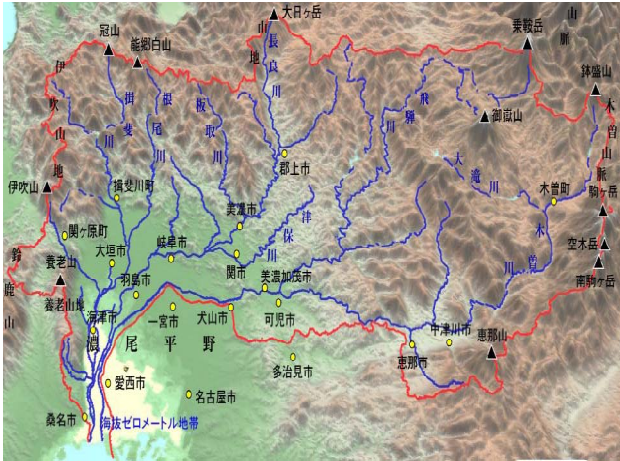 大日ヶ岳
乗鞍岳
山脈
冠山
能郷白山
山地
長良川
鉢盛山
伊吹山地
揖斐川
根尾川
板取川
飛騨川
御嶽山
木曽山脈
郡上市
大滝川
伊吹山
揖斐川町
木曽町
駒ヶ岳
美濃市
津保川
木曽川
関ヶ原町
岐阜市
空木岳
大垣市
関市
鈴鹿山
養老山
美濃加茂市
南駒ヶ岳
羽島市
養老山地
海津市
一宮市
犬山市
可児市
中津川市
恵那山
濃尾平野
恵那市
多治見市
愛西市
名古屋市
桑名市
海抜ゼロメートル地帯